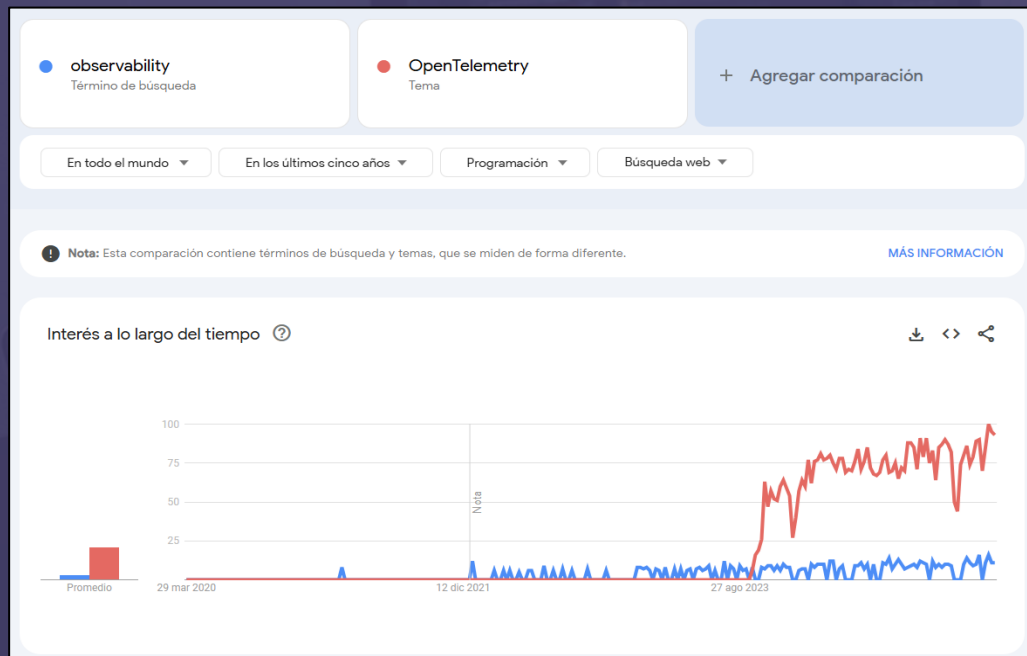 observability
Término de búsqueda
OpenTelemetry
Tema
+ Agregar comparación
En todo el mundo
En los últimos cinco años
Programación
Búsqueda web
Nota: Esta comparación contiene términos de búsqueda y temas, que se miden de forma diferente.
MÁS INFORMACIÓN
Interés a lo largo del tiempo
100
75
50
25
Nota
Promedio
29 mar 2020
12 dic 2021
27 ago 2023